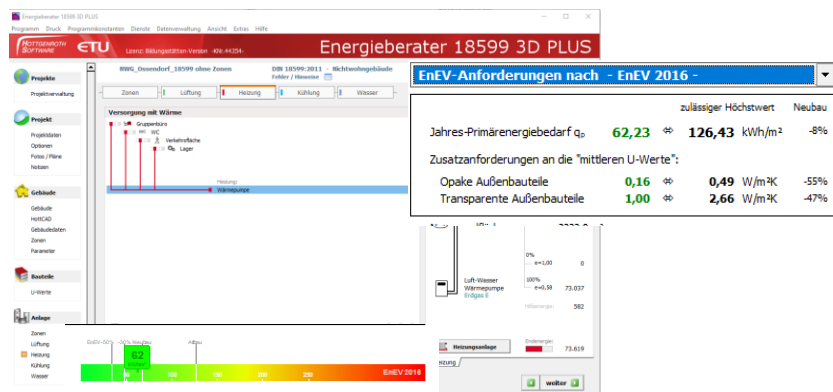 Energieberater 18599 3D PLUS
Programm Druck Programmkonstanten Dienste Datenverwaltung Ansicht Extras Hilfe
HOTTGENROTH SOFTWARE ETU Lizenz: Bildungsstätten-Version -KNr.44354- Energieberater 18599 3D PLUS
Projekte
Projektverwaltung
Projekt
Projektdaten
Optionen
Fotos / Pläne
Notizen
Gebäude
Gebäude
HottCAD
Gebäudedaten
Zonen
Parameter
Bauteile
U-Werte
Anlage
Zonen
Lüftung
Heizung
Kühlung
Wasser
NWG_Ossendorf_18599 ohne Zonen
DIN 18599:2011 - Nichtwohngebäude
Fehler / Hinweise
Zonen Lüftung Heizung Kühlung Wasser
Versorgung mit Wärme
Gruppenbüro
WC
Verkehrsfläche
Lager
Heizung:
Wärmepumpe
EnEV-Anforderungen nach - EnEV 2016 -
zulässiger Höchstwert Neubau
Jahres-Primärenergiebedarf qp 62,23 ⇔ 126,43 kWh/m² -8%
Zusatzanforderungen an die "mittleren U-Werte":
Opake Außenbauteile 0,16 ⇔ 0,49 W/m²K -55%
Transparente Außenbauteile 1,00 ⇔ 2,66 W/m²K -47%
0%
e=1,00 0
Luft-Wasser
Wärmepumpe
Erdgas E
100%
e=0,58 73.037
Hilfsenergie: 582
Heizungsanlage
Endenergie:
73.619
weiter
EnEV-50% -30% Neubau Altbau
62
100 150 200 250
EnEV 2016